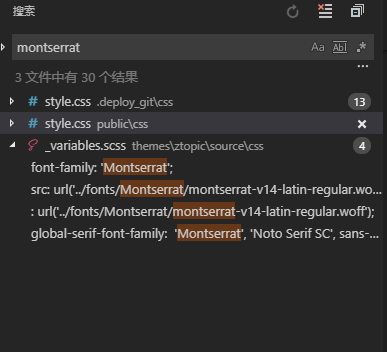 搜索
montserrat
Aa Abl .*
3 文件中有 30 个结果
...
# style.css .deploy_git\css 13
# style.css public\css
_variables.scss themes\ztopic\source\css 4
font-family: 'Montserrat';
src: url('../fonts/Montserrat/montserrat-v14-latin-regular.wo...
: url('../fonts/Montserrat/montserrat-v14-latin-regular.woff');
global-serif-font-family: 'Montserrat', 'Noto Serif SC', sans-...